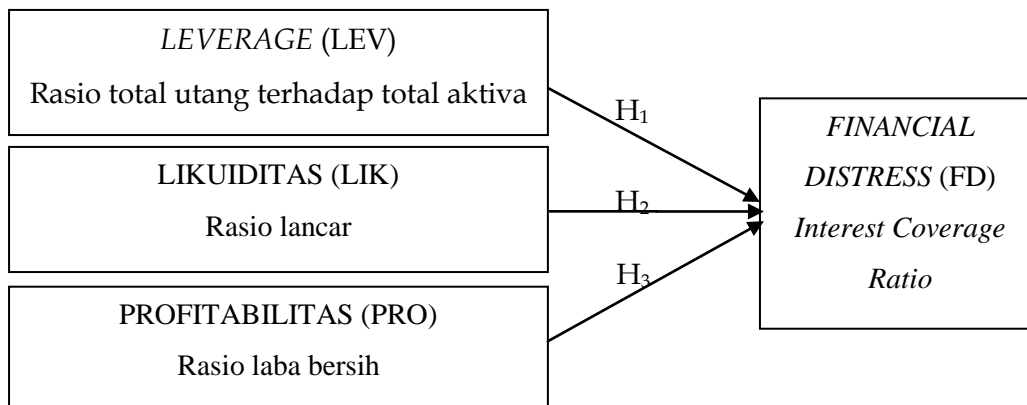 LEVERAGE (LEV)
Rasio total utang terhadap total aktiva
H1
FINANCIAL
DISTRESS (FD)
Interest Coverage
Ratio
LIKUIDITAS (LIK)
Rasio lancar
H2
PROFITABILITAS (PRO)
Rasio laba bersih
H3